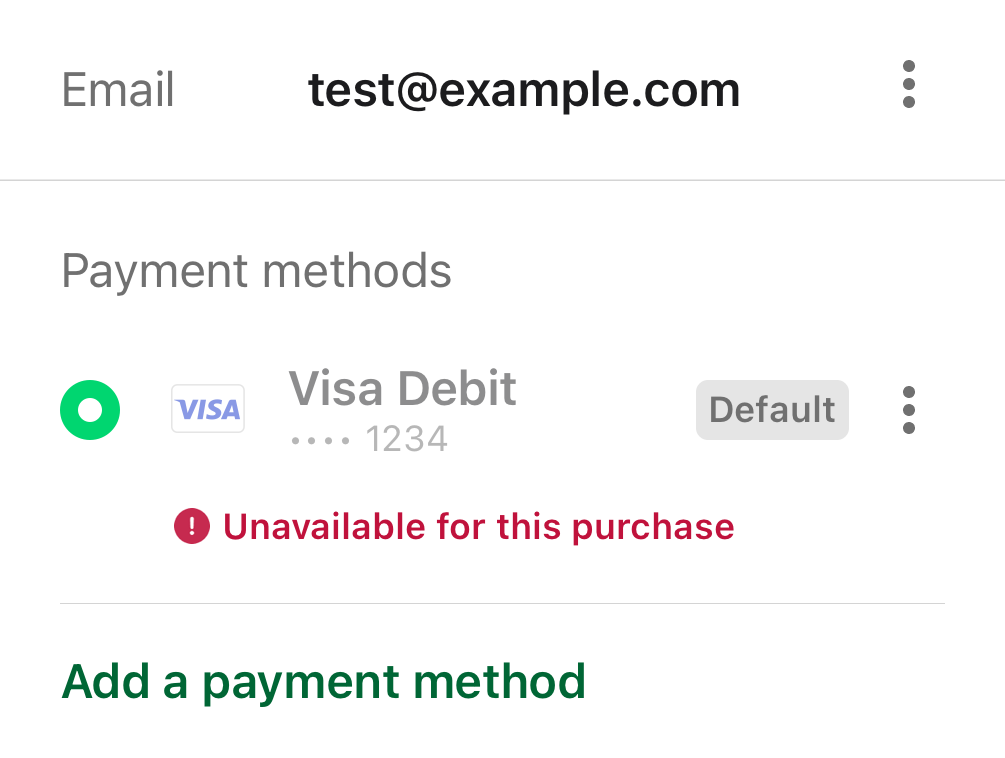 Email test@example.com
Payment methods
VISA Visa Debit Default
•••• 1234
! Unavailable for this purchase
Add a payment method